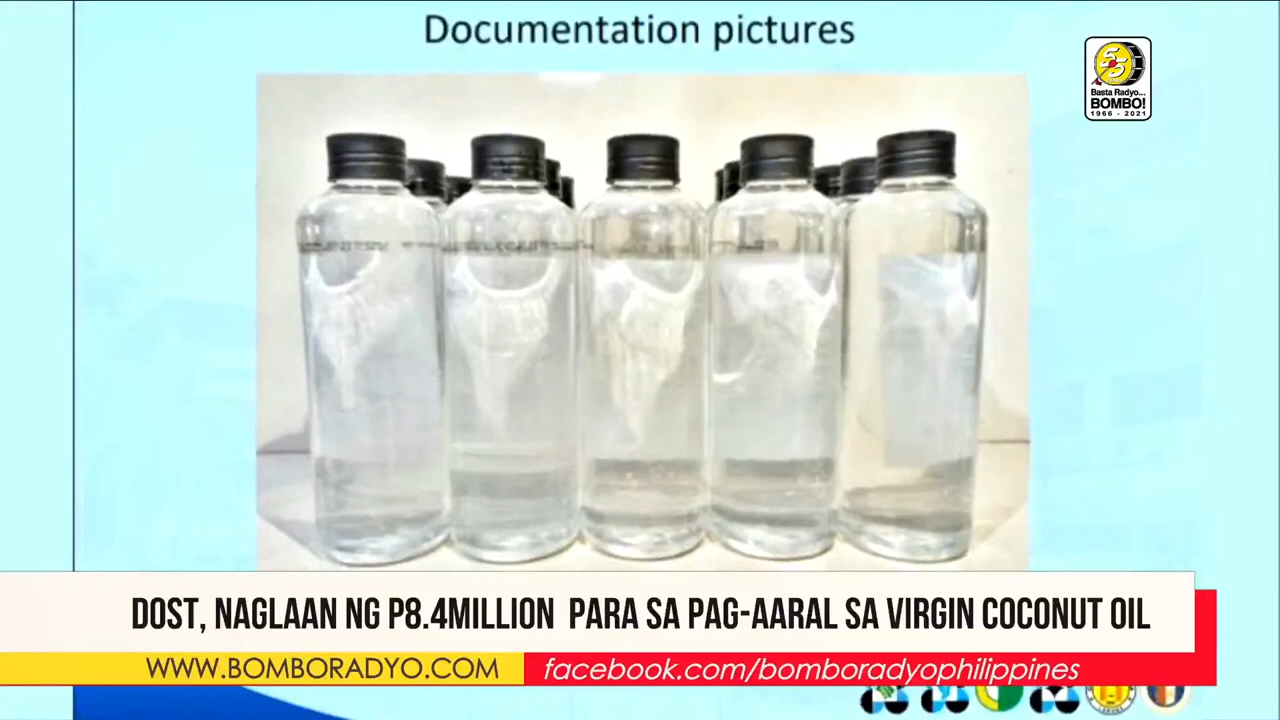 Documentation pictures
55
Basta Radyo...
BOMBO!
1966 - 2021
DOST, NAGLAAN NG P8.4MILLION PARA SA PAG-AARAL SA VIRGIN COCONUT OIL
WWW.BOMBORADYO.COM
facebook.com/bomboradyophilippines